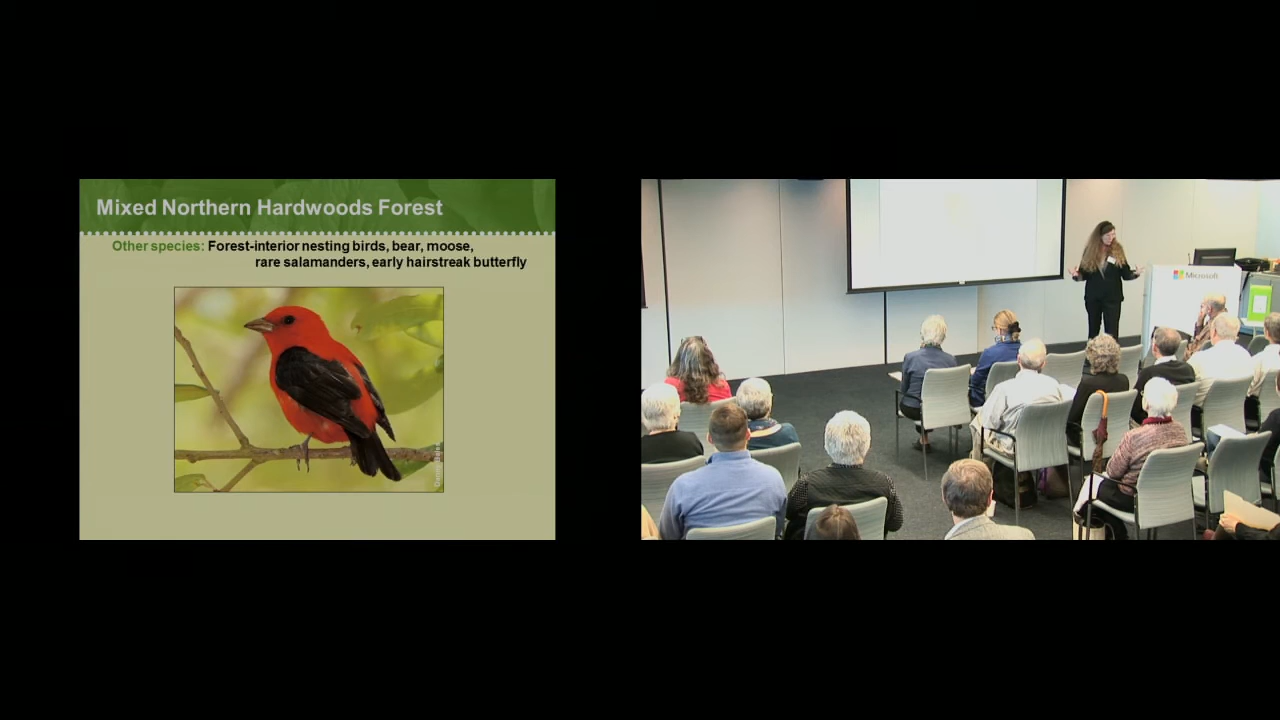 Mixed Northern Hardwoods Forest
Other species: Forest-interior nesting birds, bear, moose,
rare salamanders, early hairstreak butterfly
Microsoft